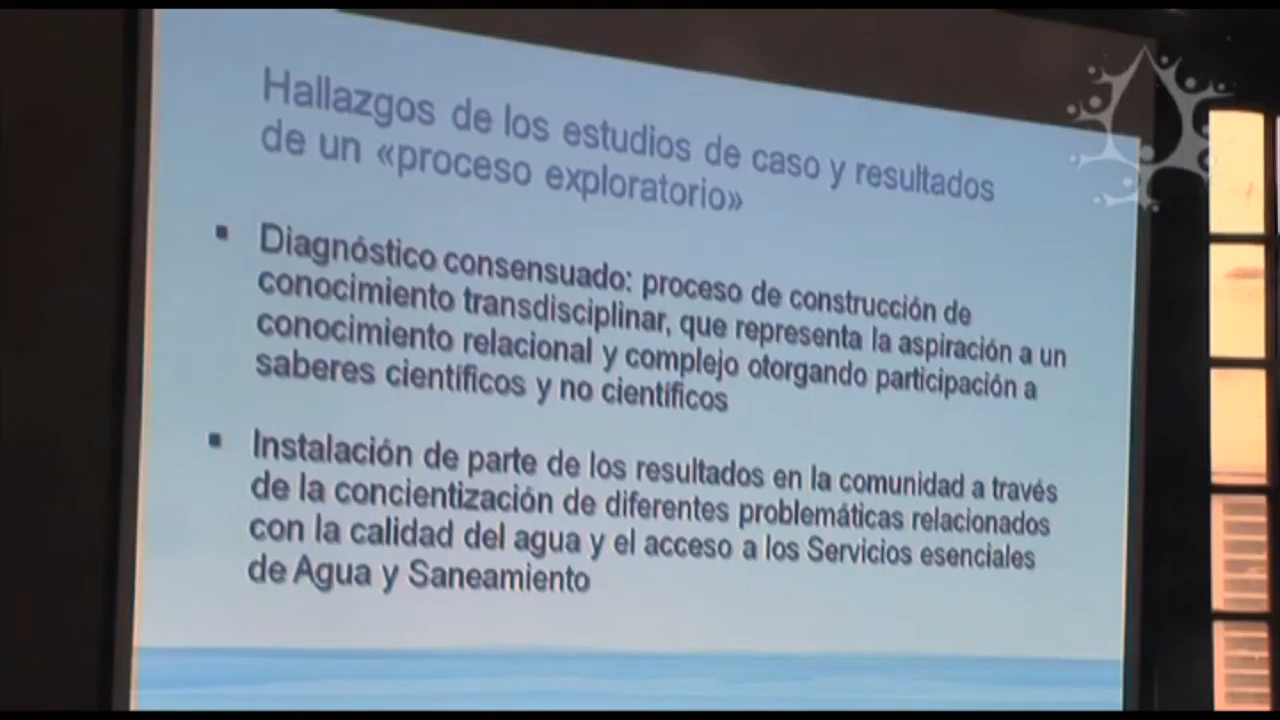 Hallazgos de los estudios de caso y resultados
de un «proceso exploratorio»
▪ Diagnóstico consensuado: proceso de construcción de
conocimiento transdisciplinar, que representa la aspiración a un
conocimiento relacional y complejo otorgando participación a
saberes científicos y no científicos
▪ Instalación de parte de los resultados en la comunidad a través
de la concientización de diferentes problemáticas relacionados
con la calidad del agua y el acceso a los Servicios esenciales
de Agua y Saneamiento